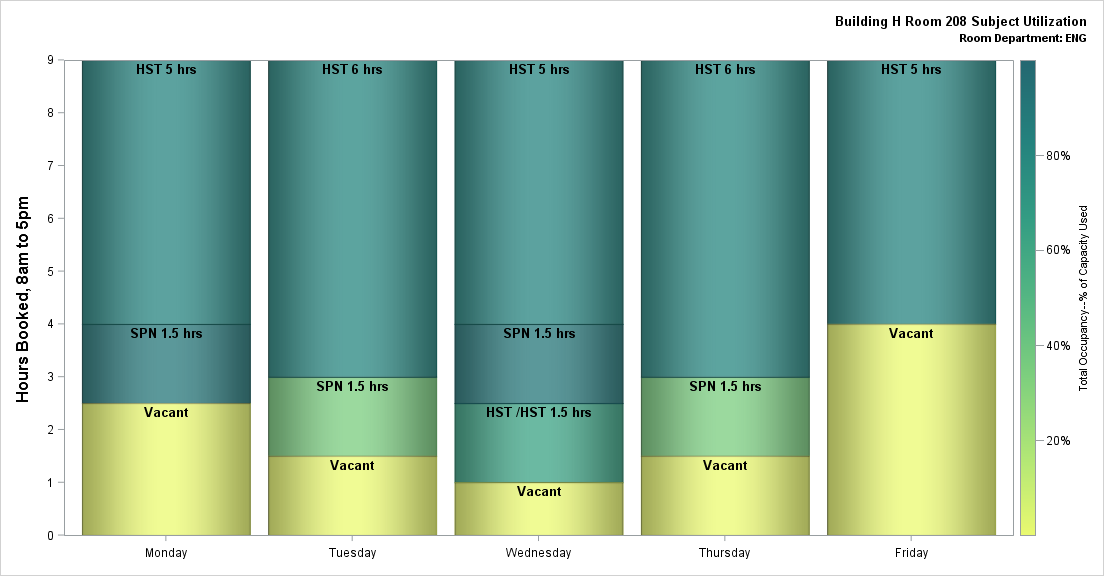 Building H Room 208 Subject Utilization
Room Department: ENG
Hours Booked, 8am to 5pm
9
8
7
6
5
4
3
2
1
0
HST 5 hrs
SPN 1.5 hrs
Vacant
HST 6 hrs
SPN 1.5 hrs
Vacant
HST 5 hrs
SPN 1.5 hrs
HST /HST 1.5 hrs
Vacant
HST 6 hrs
SPN 1.5 hrs
Vacant
HST 5 hrs
Vacant
Monday
Tuesday
Wednesday
Thursday
Friday
80%
60%
40%
20%
Total Occupancy--% of Capacity Used